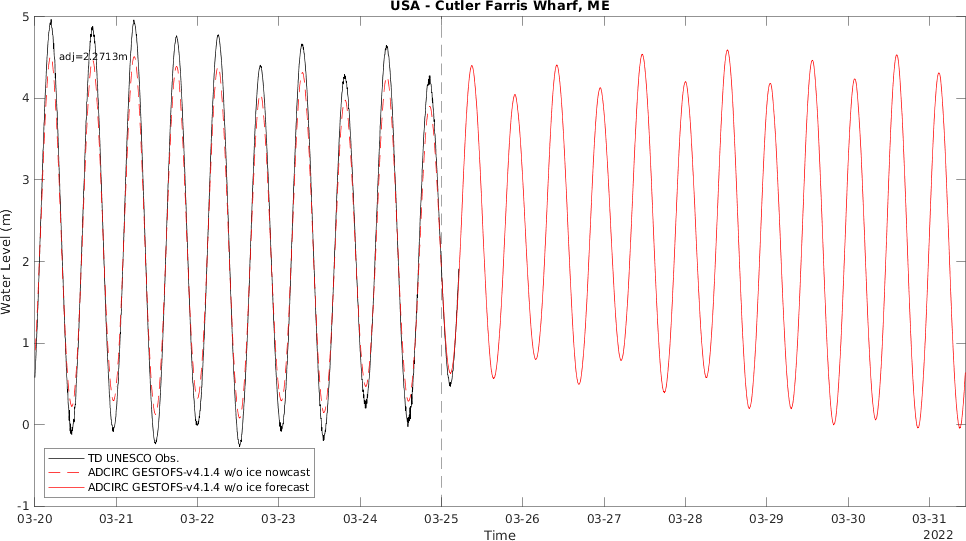 USA - Cutler Farris Wharf, ME
5
adj=2.2713m
4
3
2
1
0
-1
Water Level (m)
TD UNESCO Obs.
ADCIRC GESTOFS-v4.1.4 w/o ice nowcast
ADCIRC GESTOFS-v4.1.4 w/o ice forecast
03-20 03-21 03-22 03-23 03-24 03-25 03-26 03-27 03-28 03-29 03-30 03-31
Time
2022